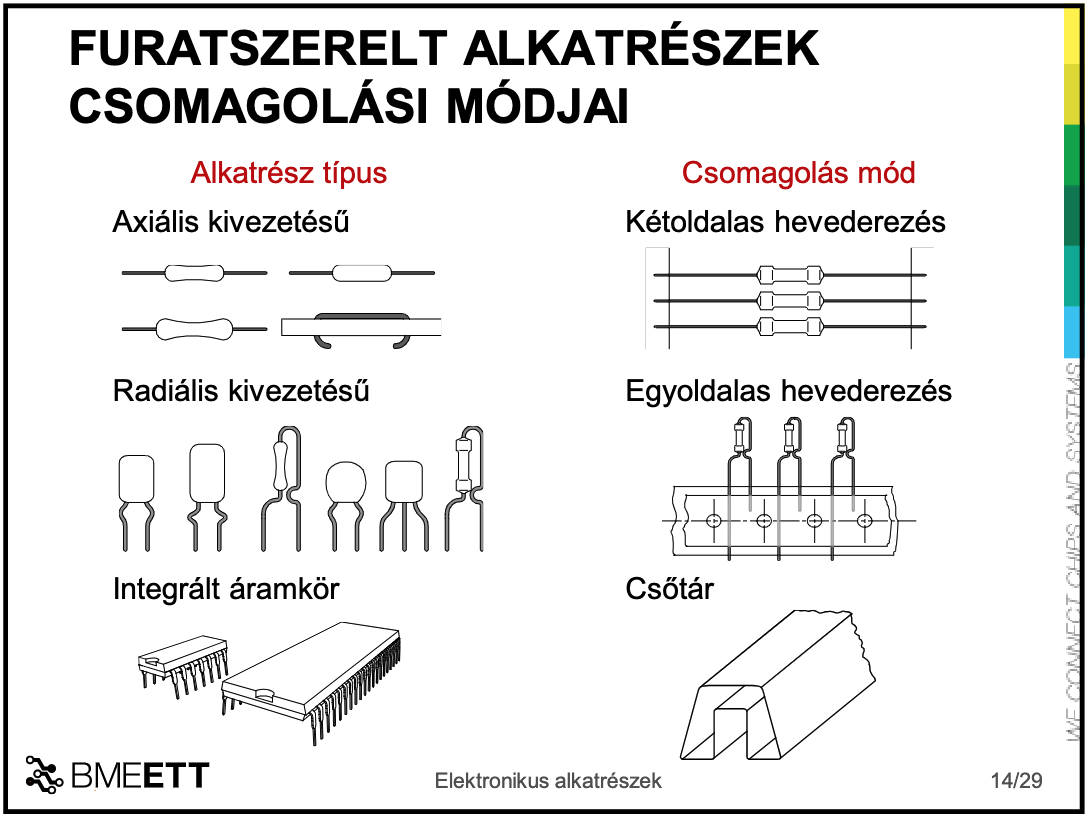 FURATSZERELT ALKATRÉSZEK
CSOMAGOLÁSI MÓDJAI
Alkatrész típus
Csomagolás mód
Axiális kivezetésű
Kétoldalas hevederezés
Radiális kivezetésű
Egyoldalas hevederezés
Integrált áramkör
Csőtár
WE CONNECT CHIPS AND SYSTEMS
BMEETT
Elektronikus alkatrészek
14/29